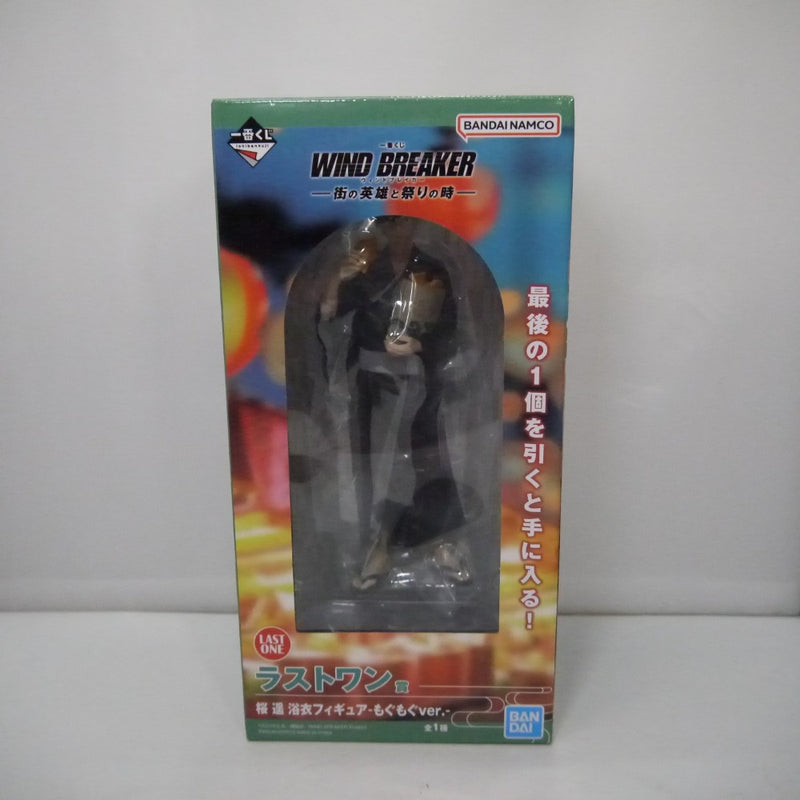 一番くじ
ichibankuji
BANDAI NAMCO
一番くじ
WIND BREAKER
ウィンドブレイカー
―街の英雄と祭りの時―
最後の1個を引くと手に入る!
LAST
ONE
ラストワン賞
桜 遥 浴衣フィギュア-もぐもぐver.-
全1種
BAN
DAI